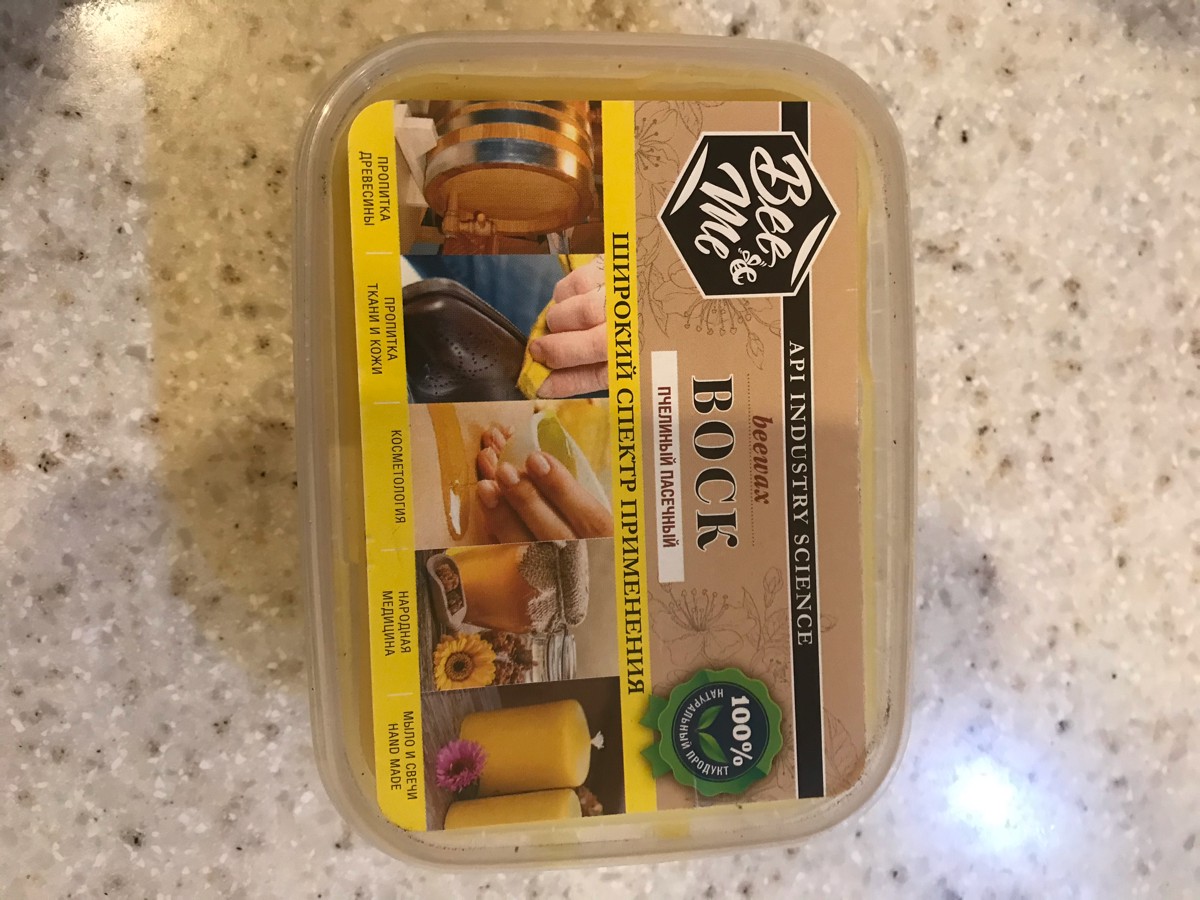 API INDUSTRY SCIENCE
Bee
Me
beewax
ВОСК
ПЧЕЛИНЫЙ ПАСЕЧНЫЙ
100%
НАТУРАЛЬНЫЙ ПРОДУКТ
ШИРОКИЙ СПЕКТР ПРИМЕНЕНИЯ
ПРОПИТКА
ДРЕВЕСИНЫ
ПРОПИТКА
ТКАНИ И КОЖИ
КОСМЕТОЛОГИЯ
НАРОДНАЯ
МЕДИЦИНА
МЫЛО И СВЕЧИ
HAND MADE